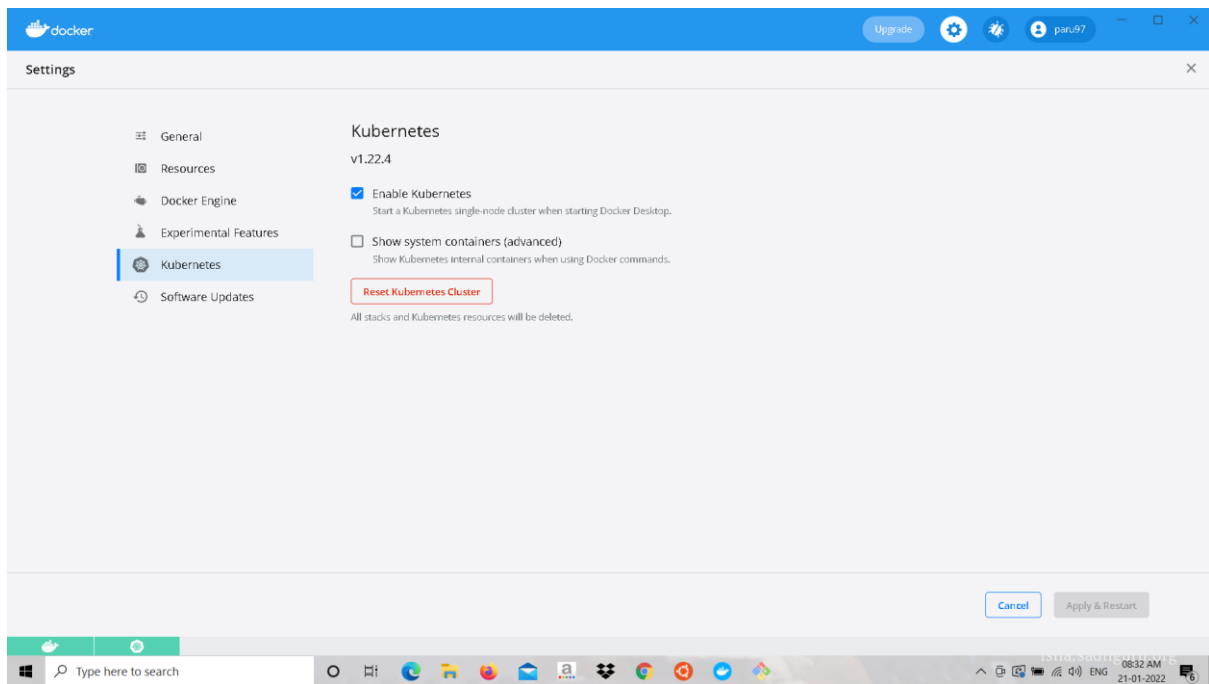 docker
Upgrade
paru97
Settings
General
Resources
Docker Engine
Experimental Features
Kubernetes
Software Updates
Kubernetes
v1.22.4
Enable Kubernetes
Start a Kubernetes single-node cluster when starting Docker Desktop.
Show system containers (advanced)
Show Kubernetes internal containers when using Docker commands.
Reset Kubernetes Cluster
All stacks and Kubernetes resources will be deleted.
Cancel
Apply & Restart
Type here to search
a
ENG
08:32 AM
21-01-2022
6